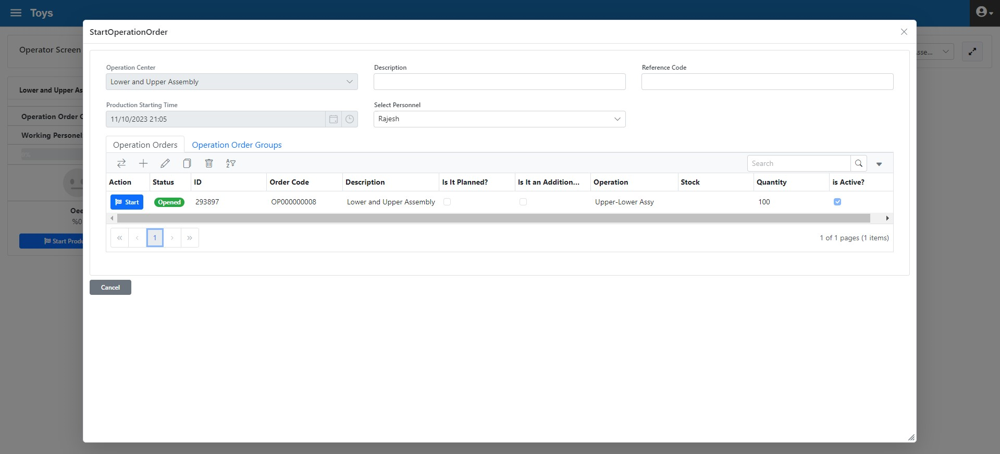 Toys
StartOperationOrder
Operator Screen
Operation Center
Description
Reference Code
Lower and Upper Assembly
Production Starting Time
Select Personnel
11/10/2023 21:05
Rajesh
Operation Orders
Operation Order Groups
Search
Action Status ID Order Code Description Is It Planned? Is It an Addition... Operation Stock Quantity is Active?
Start Opened 293897 OP000000008 Lower and Upper Assembly Upper-Lower Assy 100
« ‹ 1 › »
1 of 1 pages (1 items)
Cancel
Lower and Upper As
Operation Order C
Working Personel
0%
Oee
%0
Start Produ
sse...